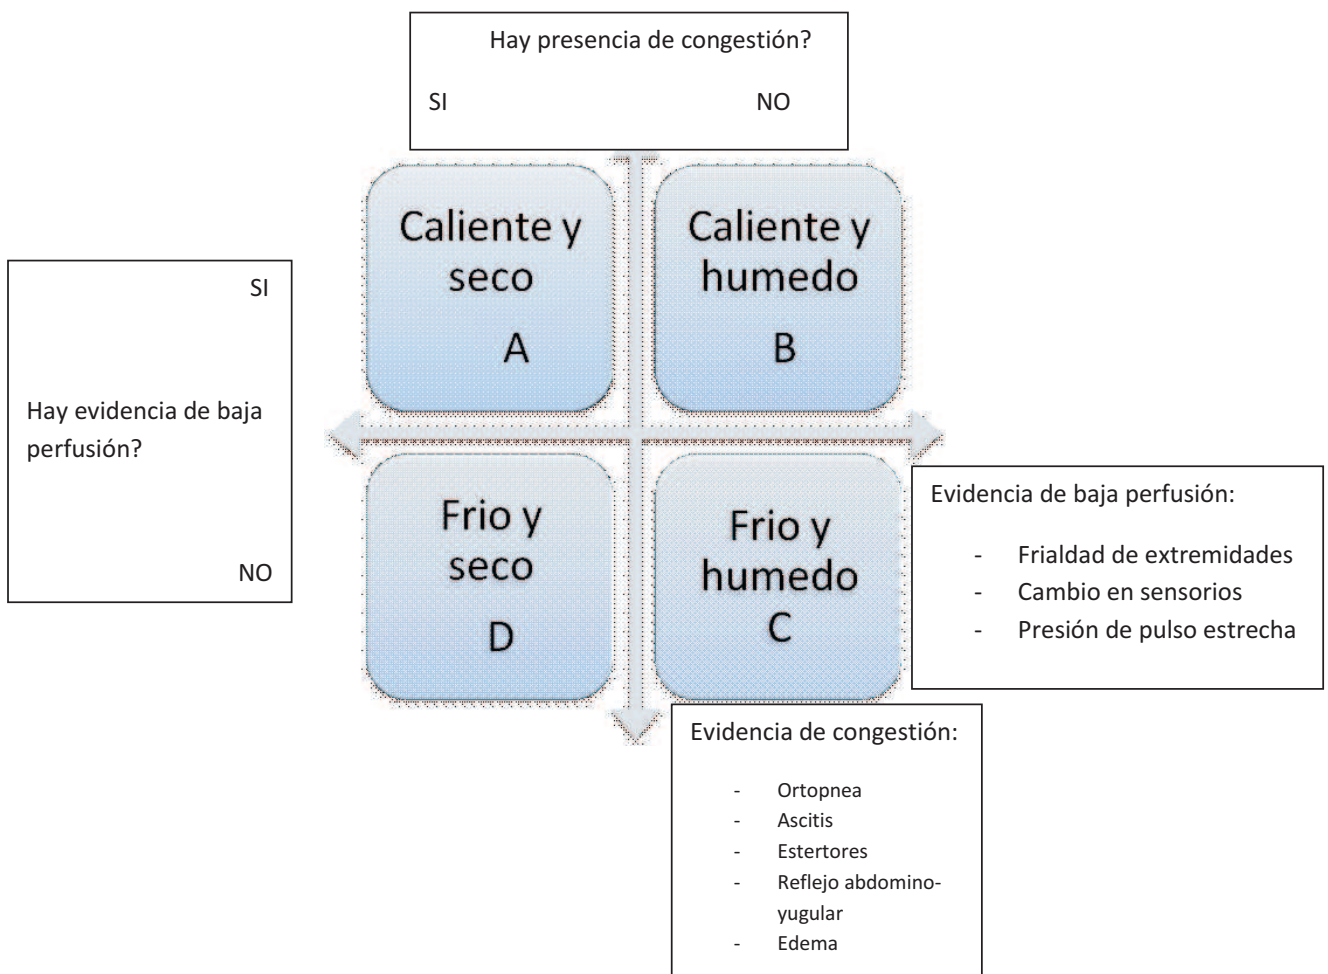 Hay presencia de congestión?
SI NO
Caliente y
seco
A
Caliente y
humedo
B
SI
Hay evidencia de baja
perfusión?
NO
Frio y
seco
D
Frio y
humedo
C
Evidencia de baja perfusión:
- Frialdad de extremidades
- Cambio en sensorios
- Presión de pulso estrecha
Evidencia de congestión:
- Ortopnea
- Ascitis
- Estertores
- Reflejo abdomino-
yugular
- Edema